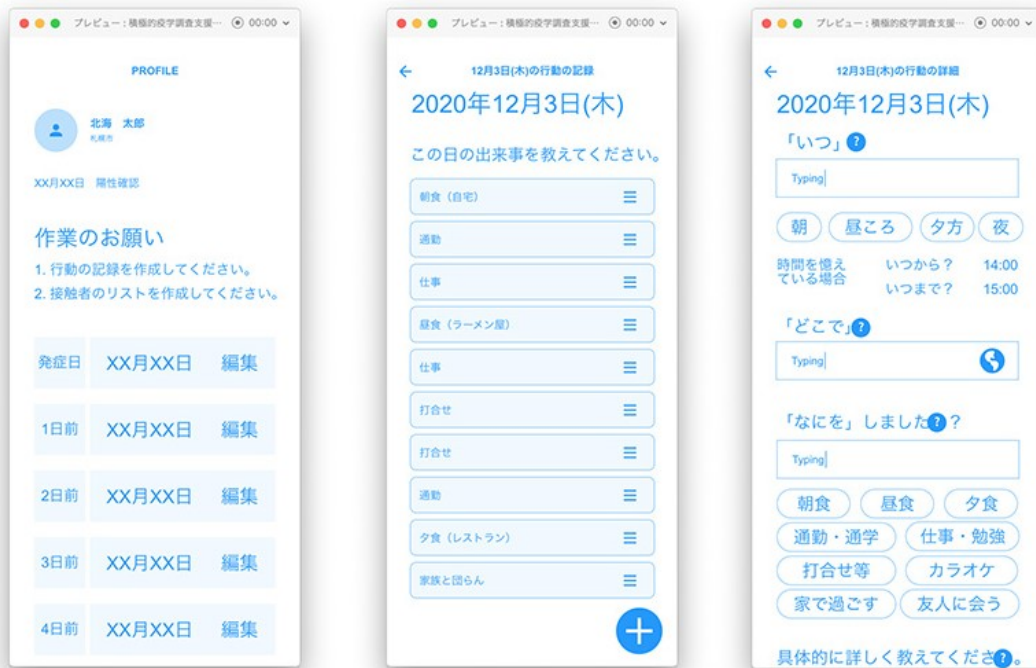 プレビュー：積極的疫学調査支援… 00:00
PROFILE
北海 太郎
札幌市
XX月XX日 陽性確認
作業のお願い
1. 行動の記録を作成してください。
2. 接触者のリストを作成してください。
発症日 XX月XX日 編集
1日前 XX月XX日 編集
2日前 XX月XX日 編集
3日前 XX月XX日 編集
4日前 XX月XX日 編集
プレビュー：積極的疫学調査支援… 00:00
12月3日(木)の行動の記録
2020年12月3日(木)
この日の出来事を教えてください。
朝食（自宅）
通勤
仕事
昼食（ラーメン屋）
仕事
打合せ
打合せ
通勤
夕食（レストラン）
家族と団らん
プレビュー：積極的疫学調査支援… 00:00
12月3日(木)の行動の詳細
2020年12月3日(木)
「いつ」?
Typing
朝 昼ころ 夕方 夜
時間を憶え
ている場合
いつから？ 14:00
いつまで？ 15:00
「どこで」?
Typing
「なにを」しました?？
Typing
朝食 昼食 夕食
通勤・通学 仕事・勉強
打合せ等 カラオケ
家で過ごす 友人に会う
具体的に詳しく教えてくださ?。